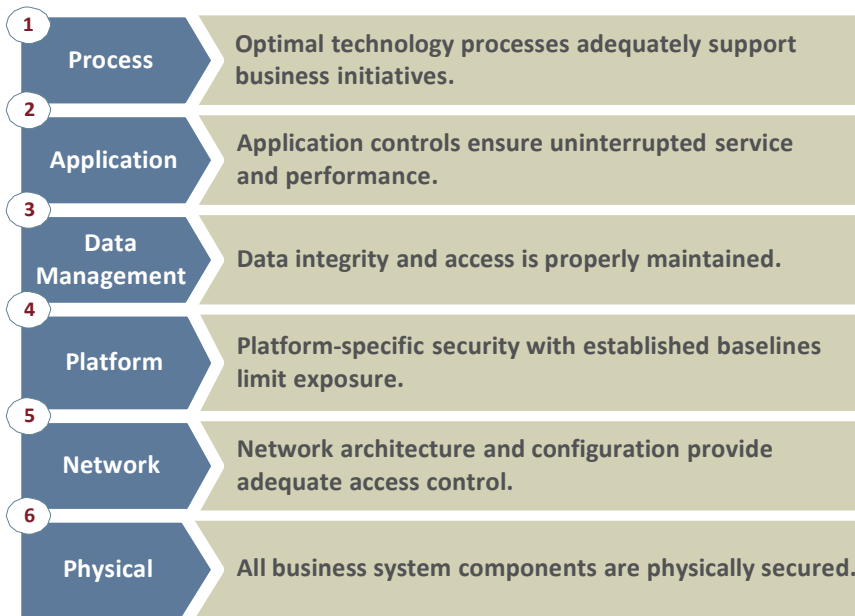 1
Process
Optimal technology processes adequately support
business initiatives.
2
Application
Application controls ensure uninterrupted service
and performance.
3
Data
Management
Data integrity and access is properly maintained.
4
Platform
Platform-specific security with established baselines
limit exposure.
5
Network
Network architecture and configuration provide
adequate access control.
6
Physical
All business system components are physically secured.